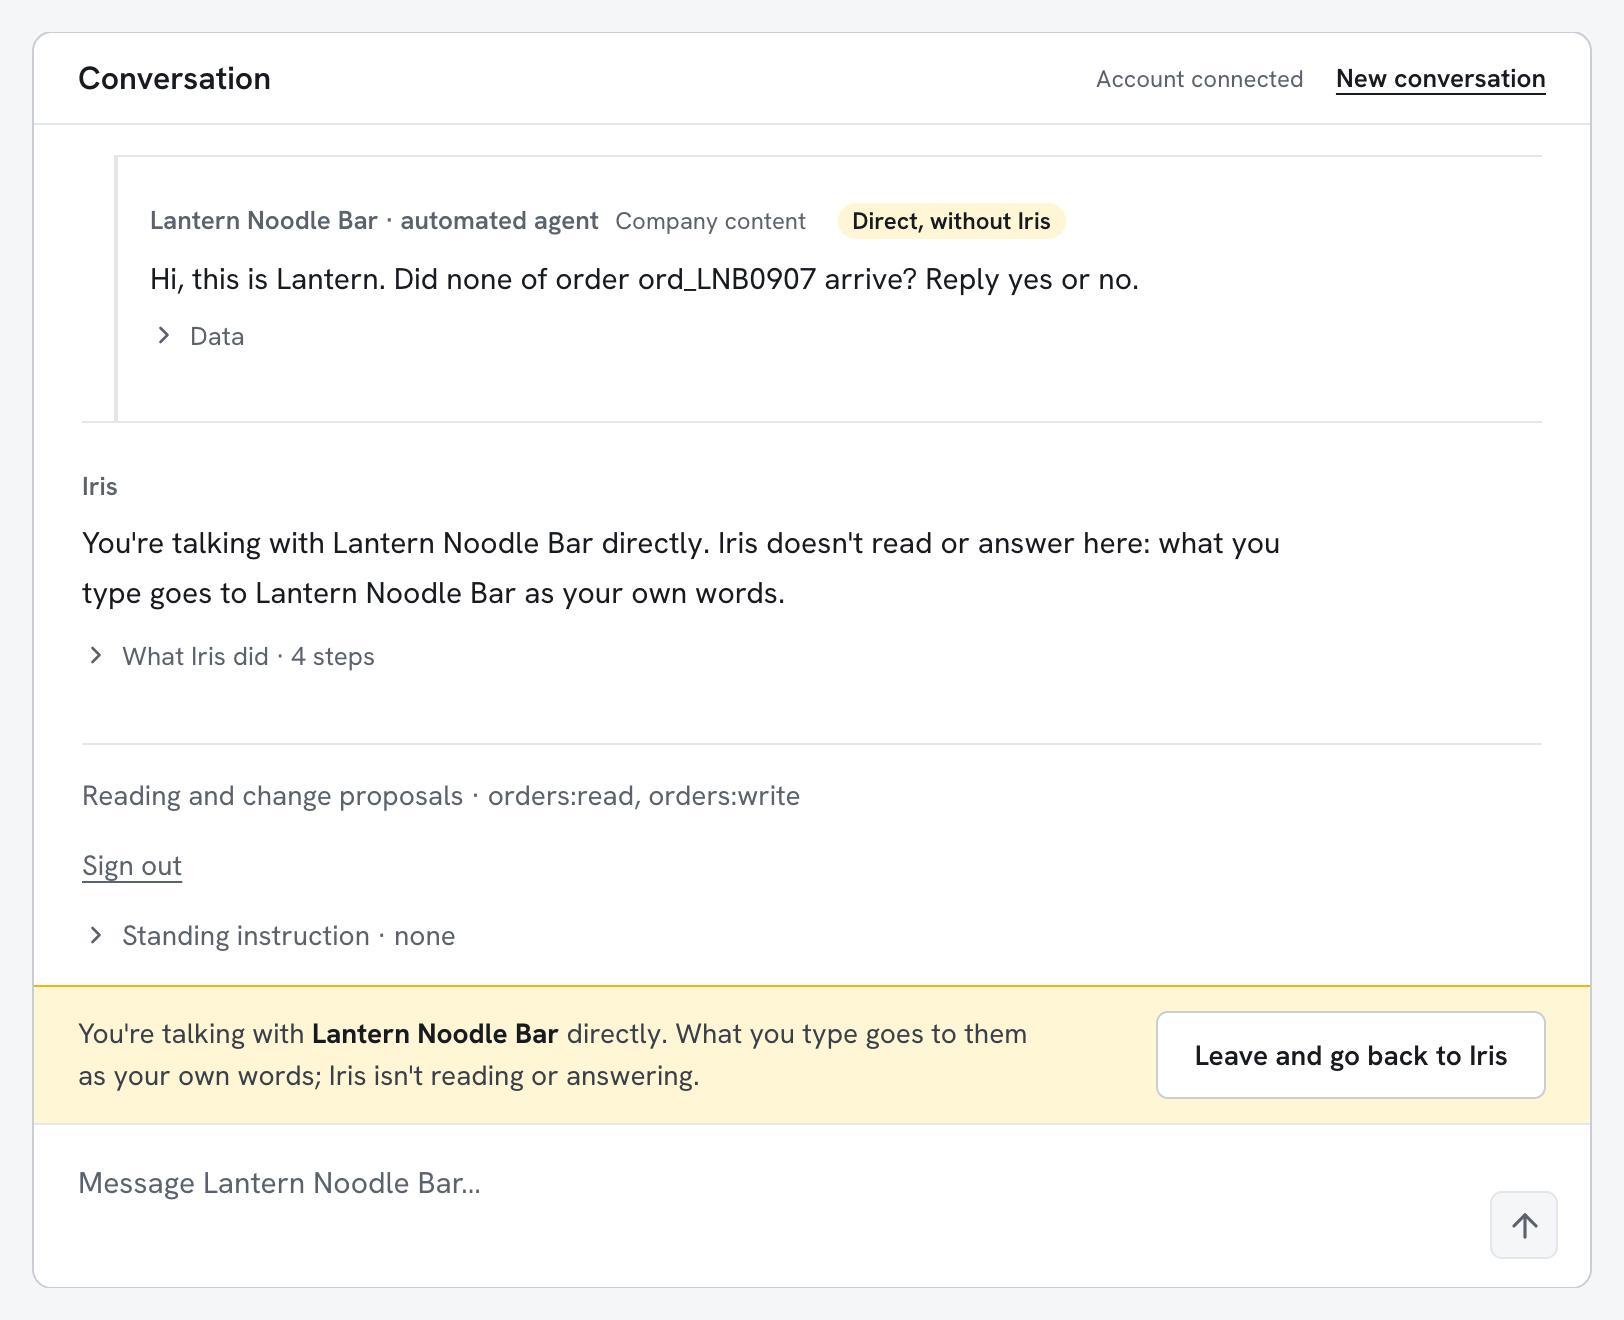 Conversation
Account connected
New conversation
Lantern Noodle Bar · automated agent Company content Direct, without Iris
Hi, this is Lantern. Did none of order ord_LNB0907 arrive? Reply yes or no.
Data
Iris
You're talking with Lantern Noodle Bar directly. Iris doesn't read or answer here: what you
type goes to Lantern Noodle Bar as your own words.
What Iris did · 4 steps
Reading and change proposals · orders:read, orders:write
Sign out
Standing instruction · none
You're talking with Lantern Noodle Bar directly. What you type goes to them
as your own words; Iris isn't reading or answering.
Leave and go back to Iris
Message Lantern Noodle Bar...